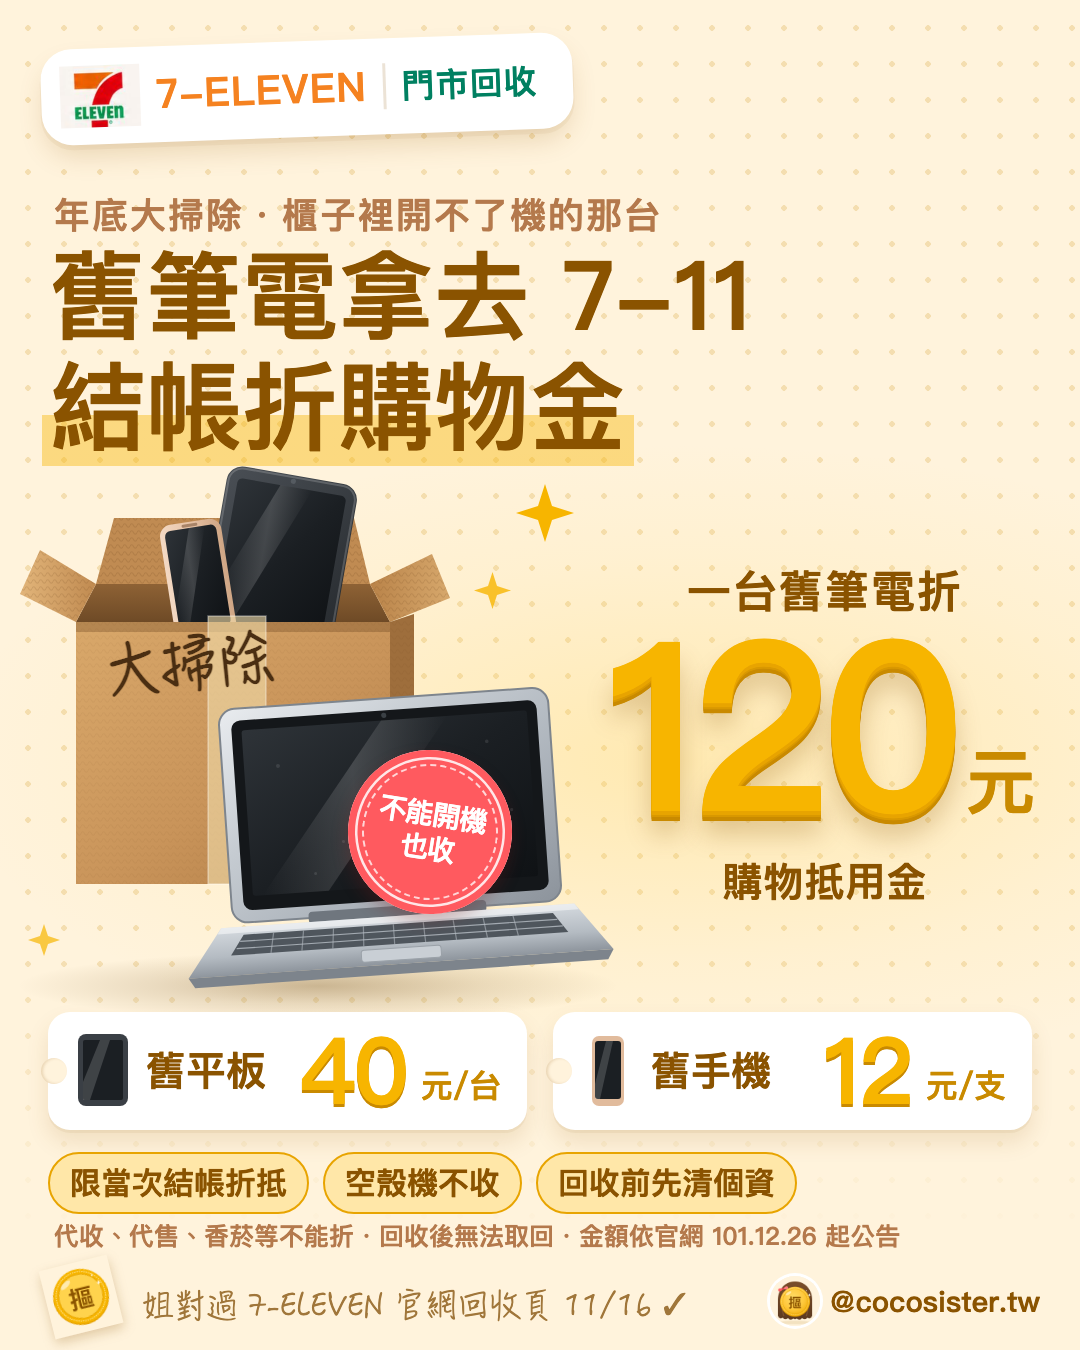 7-ELEVEN
7–ELEVEN 門市回收
年底大掃除 · 櫃子裡開不了機的那台
舊筆電拿去 7–11
結帳折購物金
大掃除
不能開機
也收
一台舊筆電折
120元
購物抵用金
舊平板 40 元/台
舊手機 12 元/支
限當次結帳折抵 空殼機不收 回收前先清個資
代收、代售、香菸等不能折 · 回收後無法取回 · 金額依官網 101.12.26 起公告
摳 姐對過 7-ELEVEN 官網回收頁 11/16 ✓ 摳 @cocosister.tw